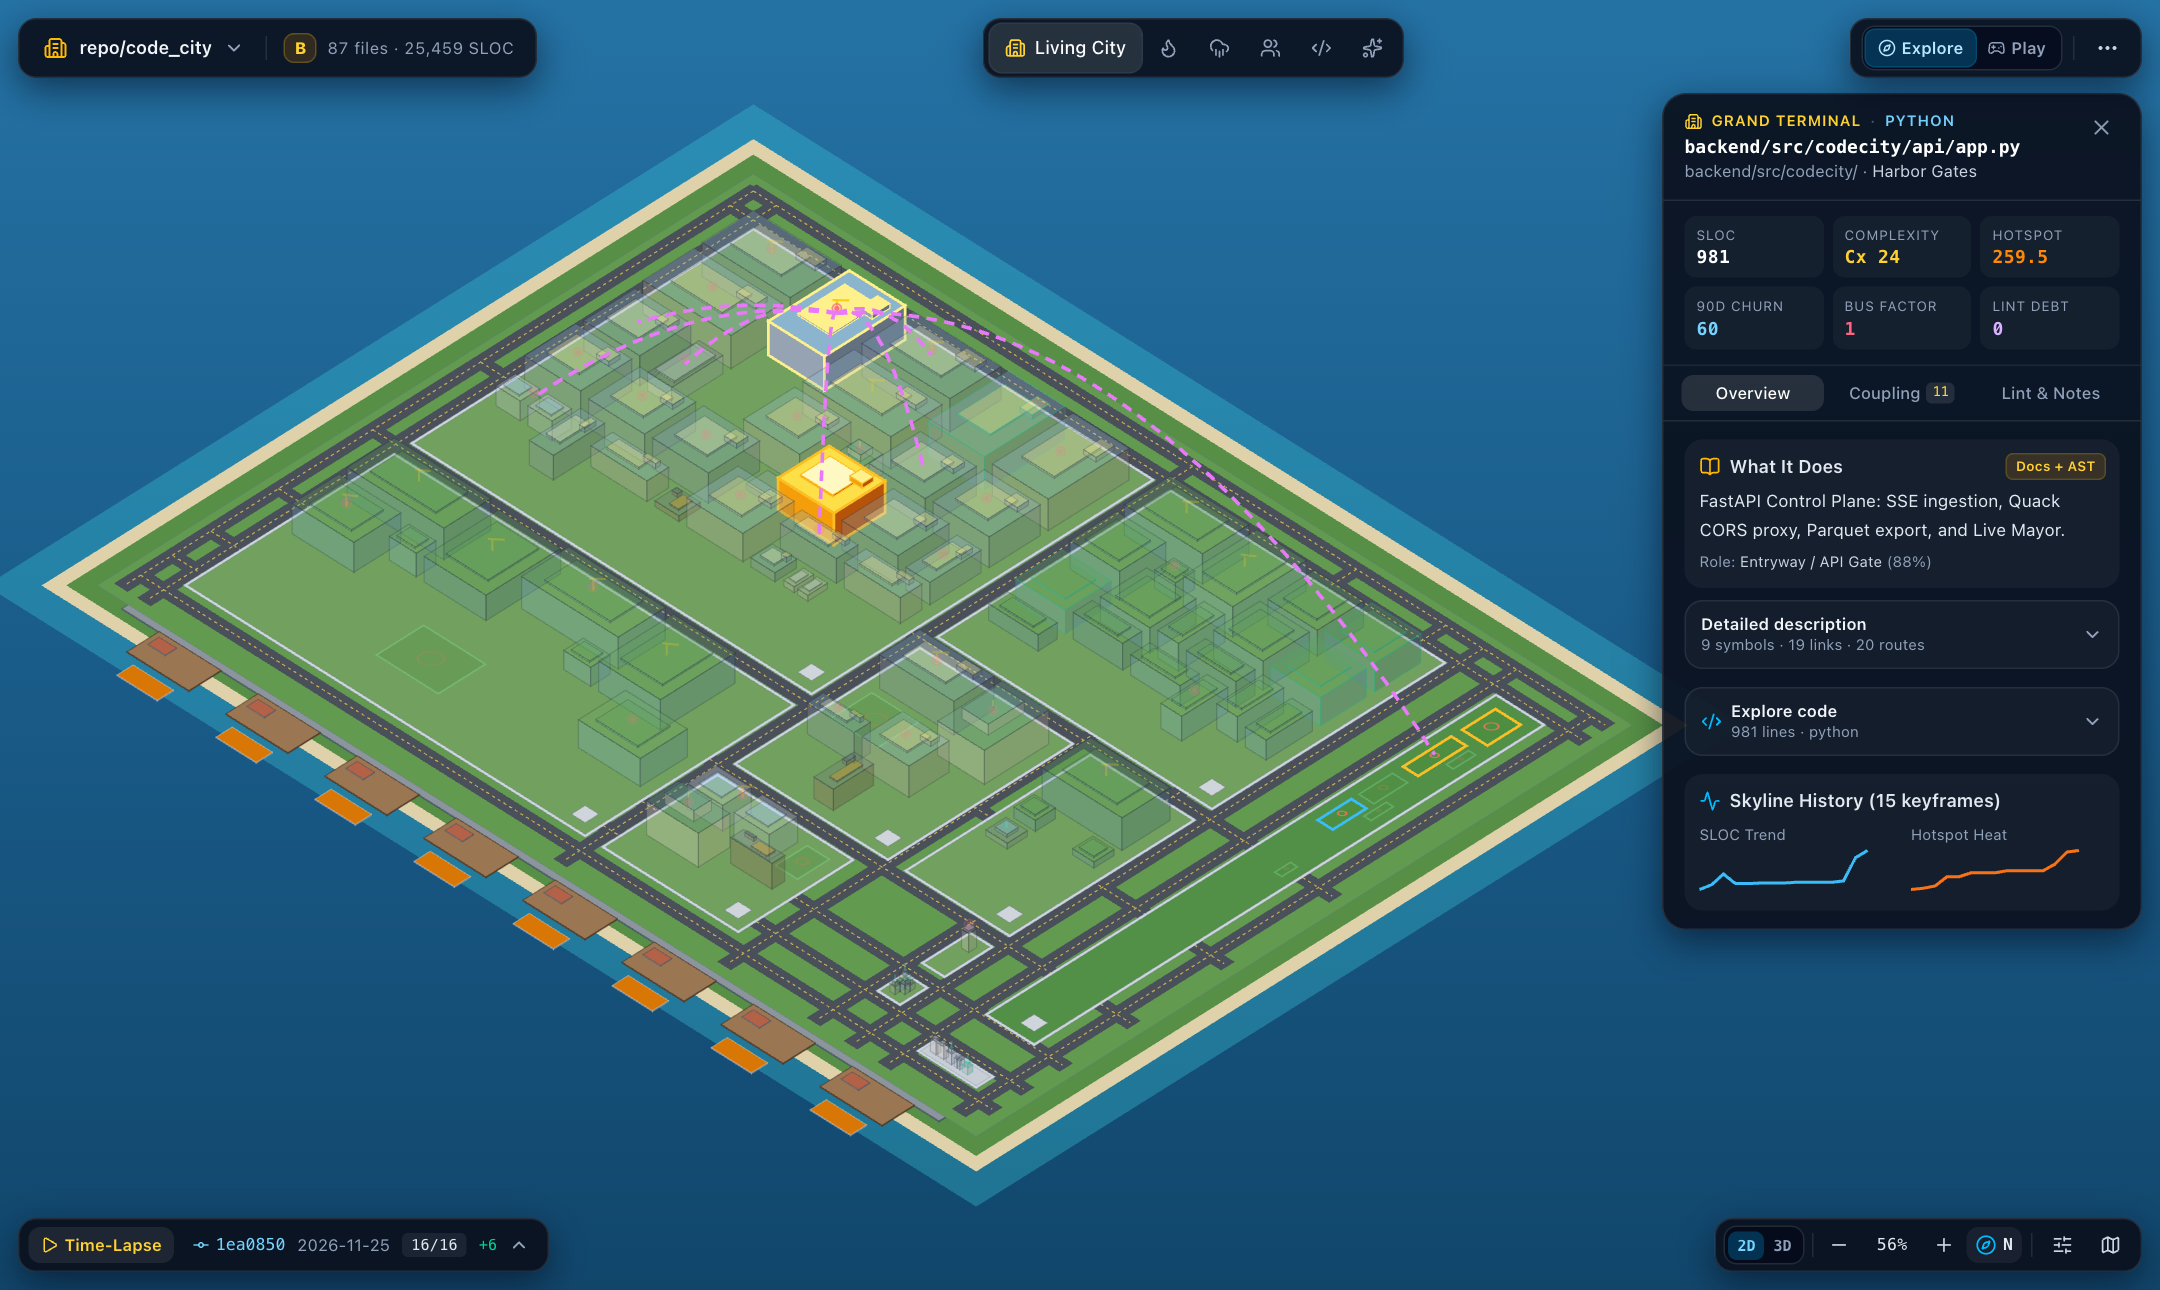 repo/code_city
B
87 files · 25,459 SLOC
Living City
Explore
Play
GRAND TERMINAL · PYTHON
backend/src/codecity/api/app.py
backend/src/codecity/ · Harbor Gates
SLOC
981
COMPLEXITY
Cx 24
HOTSPOT
259.5
90D CHURN
60
BUS FACTOR
1
LINT DEBT
0
Overview
Coupling 11
Lint & Notes
What It Does
Docs + AST
FastAPI Control Plane: SSE ingestion, Quack
CORS proxy, Parquet export, and Live Mayor.
Role: Entryway / API Gate (88%)
Detailed description
9 symbols · 19 links · 20 routes
Explore code
981 lines · python
Skyline History (15 keyframes)
SLOC Trend
Hotspot Heat
Time-Lapse
1ea0850
2026-11-25
16/16
+6
2D
3D
56%
N